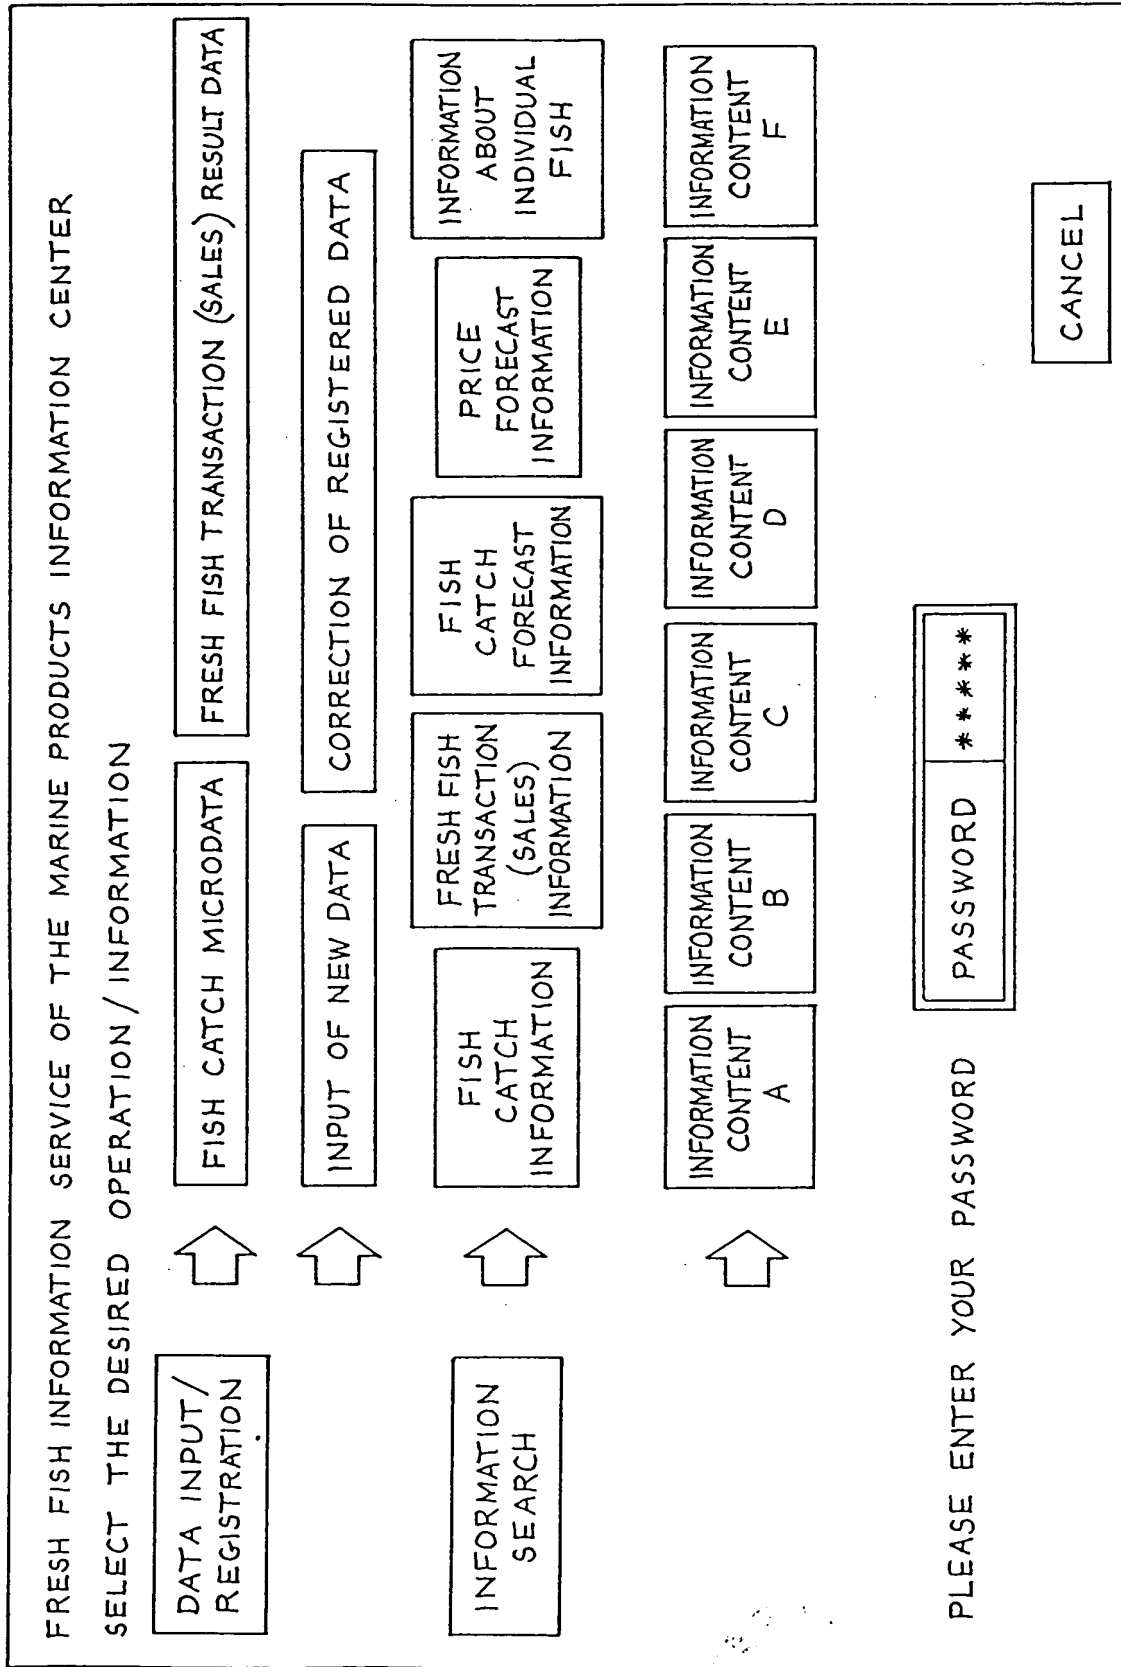 FRESH FISH INFORMATION SERVICE OF THE MARINE PRODUCTS INFORMATION CENTER
SELECT THE DESIRED OPERATION/INFORMATION
DATA INPUT/
REGISTRATION
FISH CATCH MICRODATA
FRESH FISH TRANSACTION (SALES) RESULT DATA
INPUT OF NEW DATA
CORRECTION OF REGISTERED DATA
INFORMATION
SEARCH
FISH
CATCH
INFORMATION
FRESH FISH
TRANSACTION
(SALES)
INFORMATION
FISH
CATCH
FORECAST
INFORMATION
PRICE
FORECAST
INFORMATION
INFORMATION
ABOUT
INDIVIDUAL
FISH
INFORMATION
CONTENT
A
INFORMATION
CONTENT
B
INFORMATION
CONTENT
C
INFORMATION
CONTENT
D
INFORMATION
CONTENT
E
INFORMATION
CONTENT
F
PLEASE ENTER YOUR PASSWORD
PASSWORD
*****
CANCEL